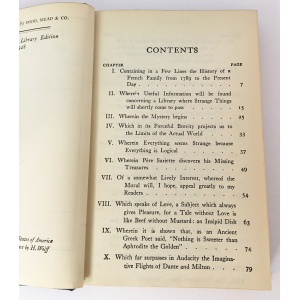 by DODD, MEAD & CO.
Library Edition
States of America
by H. Wolff
CONTENTS
CHAPTER PAGE
I. Containing in a Few Lines the History of a
French Family from 1789 to the Present
Day 7
II. Wherein Useful Information will be found
concerning a Library where Strange Things
will shortly come to pass 15
III. Wherein the Mystery begins 25
IV. Which in its Forceful Brevity projects us to
the Limits of the Actual World 33
V. Wherein Everything Seems Strange because
Everything is Logical 37
VI. Wherein Père Sariette discovers his Missing
Treasures 49
VII. Of a somewhat Lively Interest, whereof the
Moral will, I hope, appeal greatly to my
Readers 54
VIII. Which speaks of Love, a Subject which always
gives Pleasure, for a Tale without Love is
like Beef without Mustard: an Insipid Dish 63
IX. Wherein it is shown that, as an Ancient
Greek Poet said, "Nothing is Sweeter than
Aphrodite the Golden" 74
X. Which far surpasses in Audacity the Imagina-
tive Flights of Dante and Milton 79